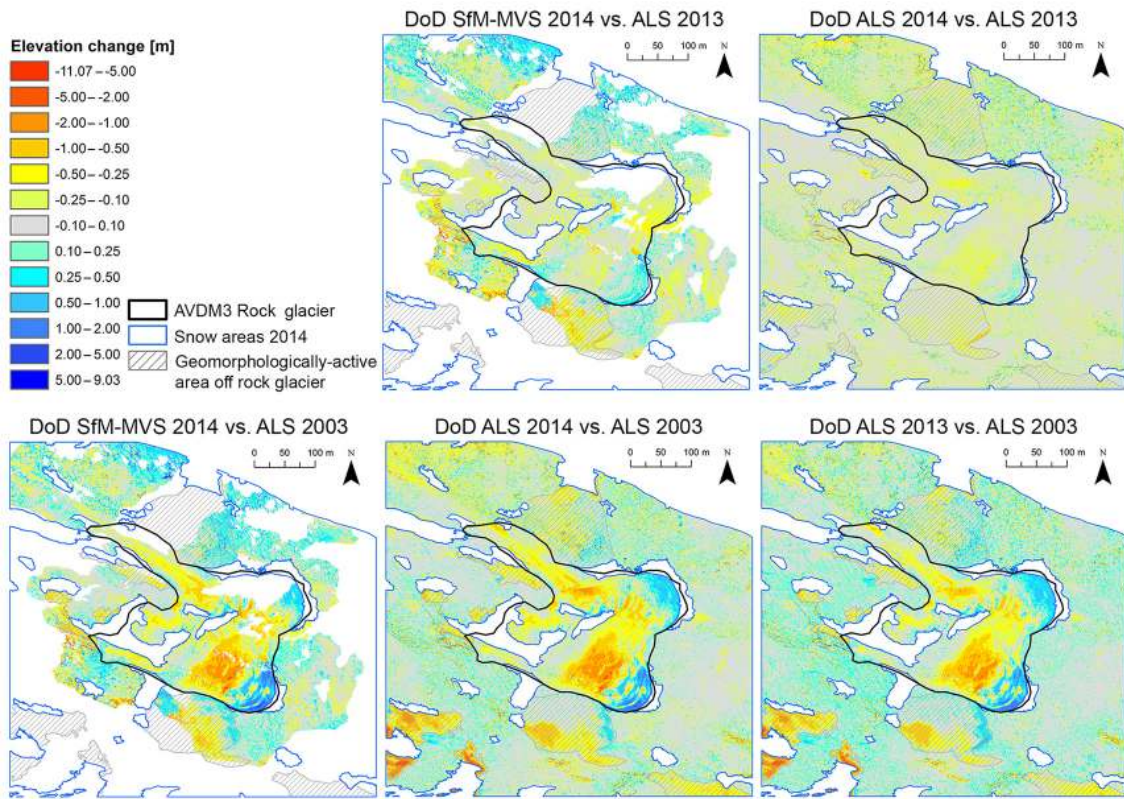 DoD SfM-MVS 2014 vs. ALS 2013
DoD ALS 2014 vs. ALS 2013
Elevation change [m]
-11.07 – -5.00
-5.00 – -2.00
-2.00 – -1.00
-1.00 – -0.50
-0.50 – -0.25
-0.25 – -0.10
-0.10 – 0.10
0.10 – 0.25
0.25 – 0.50
0.50 – 1.00
1.00 – 2.00
2.00 – 5.00
5.00 – 9.03
AVDM3 Rock glacier
Snow areas 2014
Geomorphologically-active
area off rock glacier
0 50 100 m
N
0 50 100 m
N
DoD SfM-MVS 2014 vs. ALS 2003
DoD ALS 2014 vs. ALS 2003
DoD ALS 2013 vs. ALS 2003
0 50 100 m
N
0 50 100 m
N
0 50 100 m
N